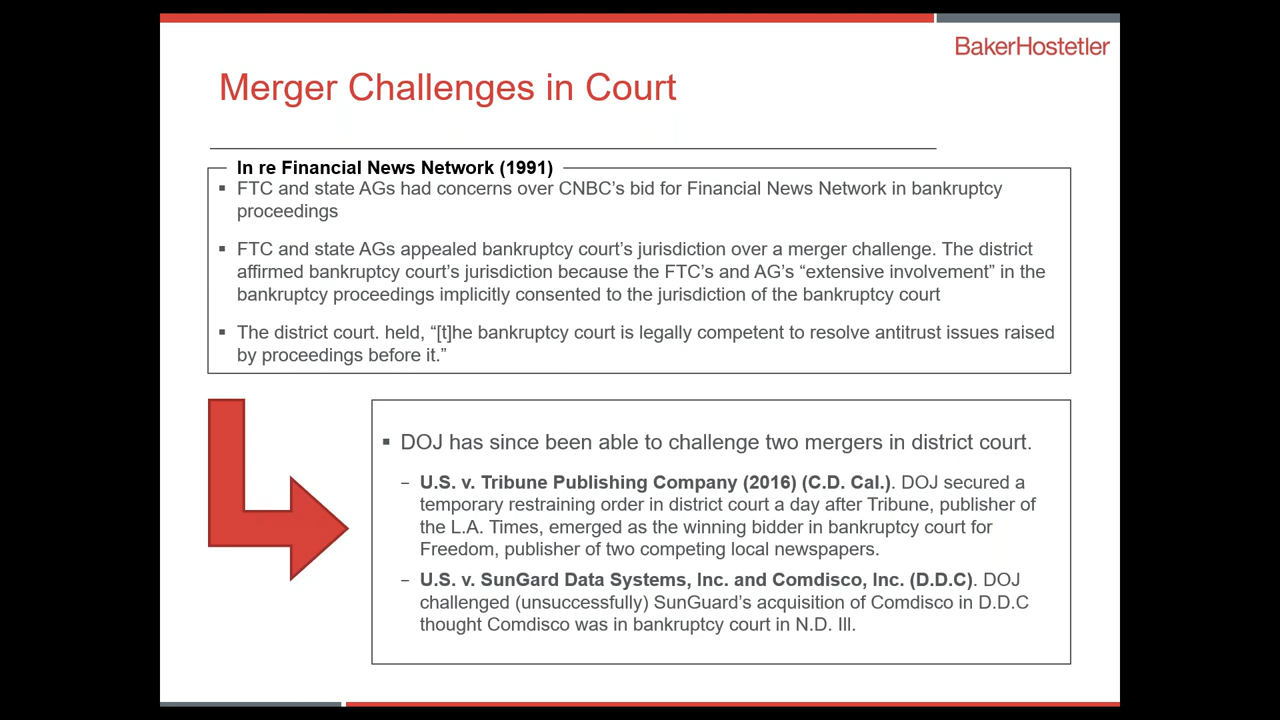 BakerHostetler
Merger Challenges in Court
In re Financial News Network (1991)
▪ FTC and state AGs had concerns over CNBC’s bid for Financial News Network in bankruptcy
proceedings
▪ FTC and state AGs appealed bankruptcy court’s jurisdiction over a merger challenge. The district
affirmed bankruptcy court’s jurisdiction because the FTC’s and AG’s “extensive involvement” in the
bankruptcy proceedings implicitly consented to the jurisdiction of the bankruptcy court
▪ The district court. held, “[t]he bankruptcy court is legally competent to resolve antitrust issues raised
by proceedings before it.”
▪ DOJ has since been able to challenge two mergers in district court.
– U.S. v. Tribune Publishing Company (2016) (C.D. Cal.). DOJ secured a
temporary restraining order in district court a day after Tribune, publisher of
the L.A. Times, emerged as the winning bidder in bankruptcy court for
Freedom, publisher of two competing local newspapers.
– U.S. v. SunGard Data Systems, Inc. and Comdisco, Inc. (D.D.C). DOJ
challenged (unsuccessfully) SunGuard’s acquisition of Comdisco in D.D.C
thought Comdisco was in bankruptcy court in N.D. Ill.